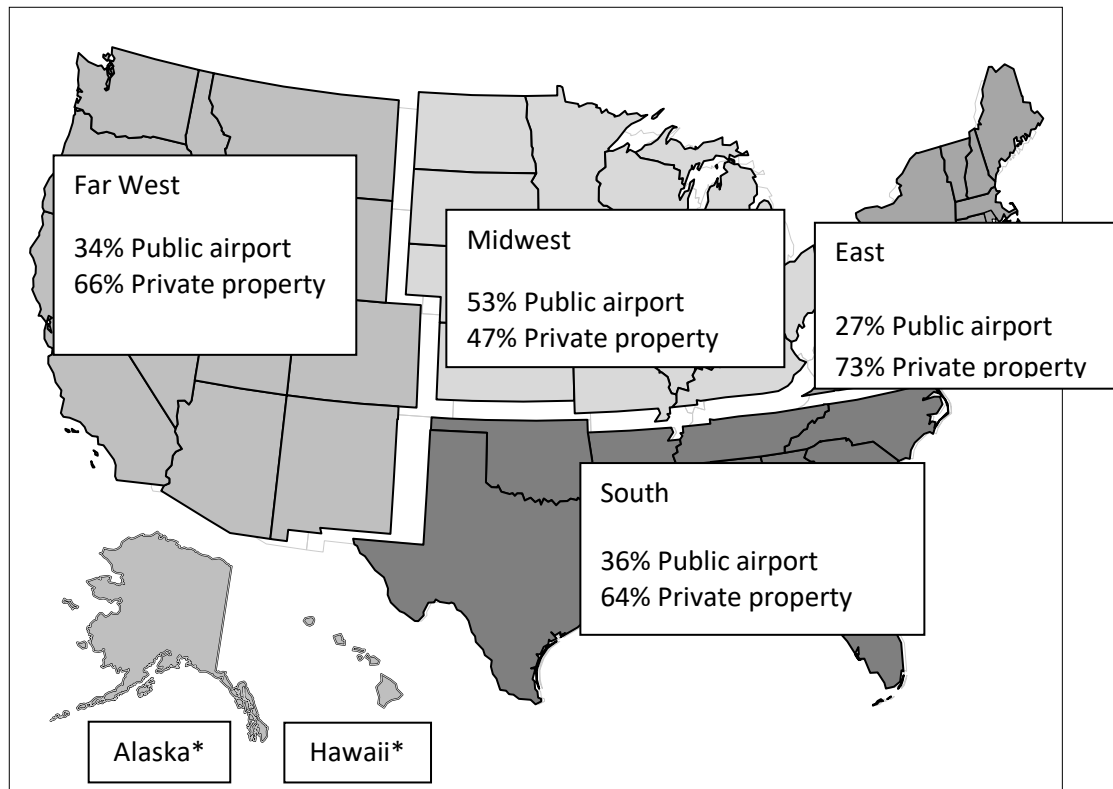 Far West
34% Public airport
66% Private property
Midwest
53% Public airport
47% Private property
East
27% Public airport
73% Private property
South
36% Public airport
64% Private property
Alaska*
Hawaii*